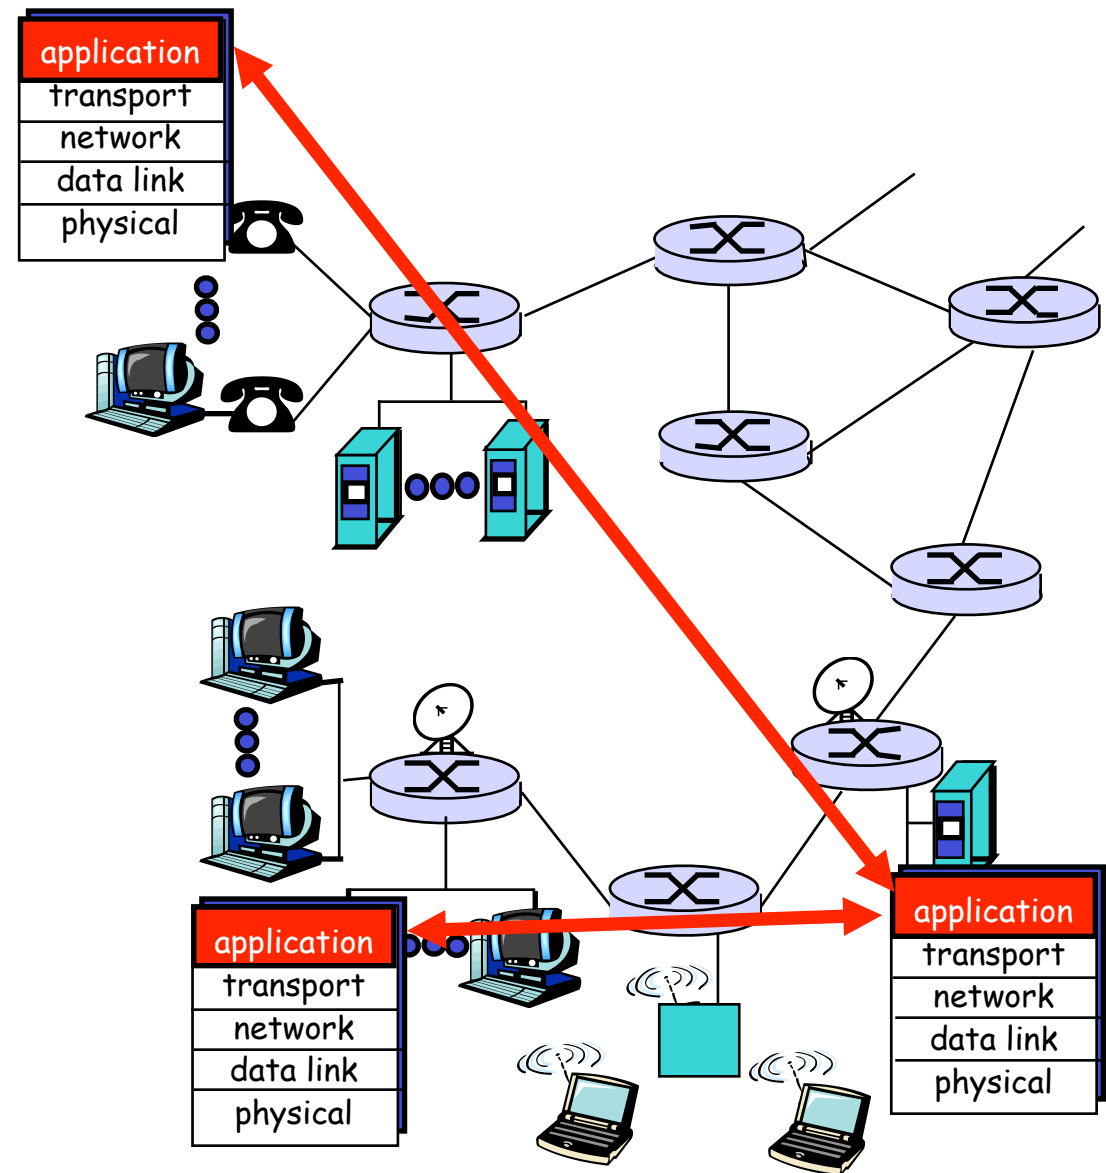 application
transport
network
data link
physical
application
transport
network
data link
physical
application
transport
network
data link
physical